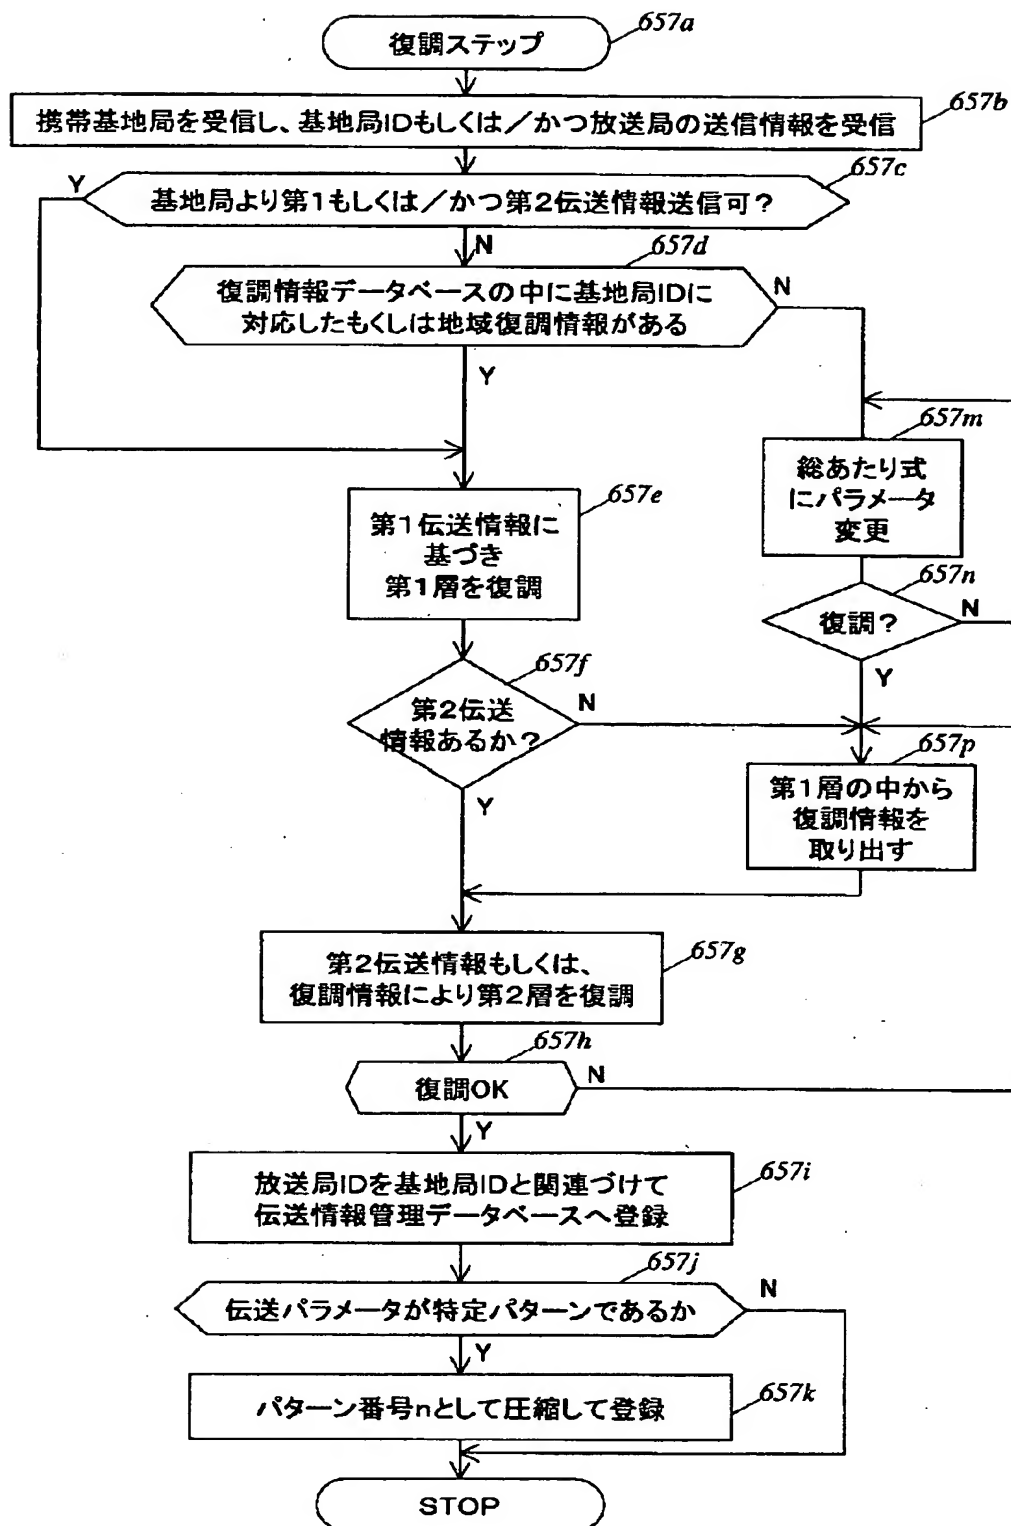 復調ステップ
657a
携帯基地局を受信し、基地局IDもしくは／かつ放送局の送信情報を受信
657b
基地局より第1もしくは／かつ第2伝送情報送信可？
657c
Y
N
復調情報データベースの中に基地局IDに
対応したもくしは地域復調情報がある
657d
N
Y
総あたり式
にパラメータ
変更
657m
第1伝送情報に
基づき
第1層を復調
657e
復調？
657n
N
Y
第2伝送
情報あるか？
657f
N
Y
第1層の中から
復調情報を
取り出す
657p
第2伝送情報もしくは、
復調情報により第2層を復調
657g
復調OK
657h
N
Y
放送局IDを基地局IDと関連づけて
伝送情報管理データベースへ登録
657i
伝送パラメータが特定パターンであるか
657j
N
Y
パターン番号nとして圧縮して登録
657k
STOP